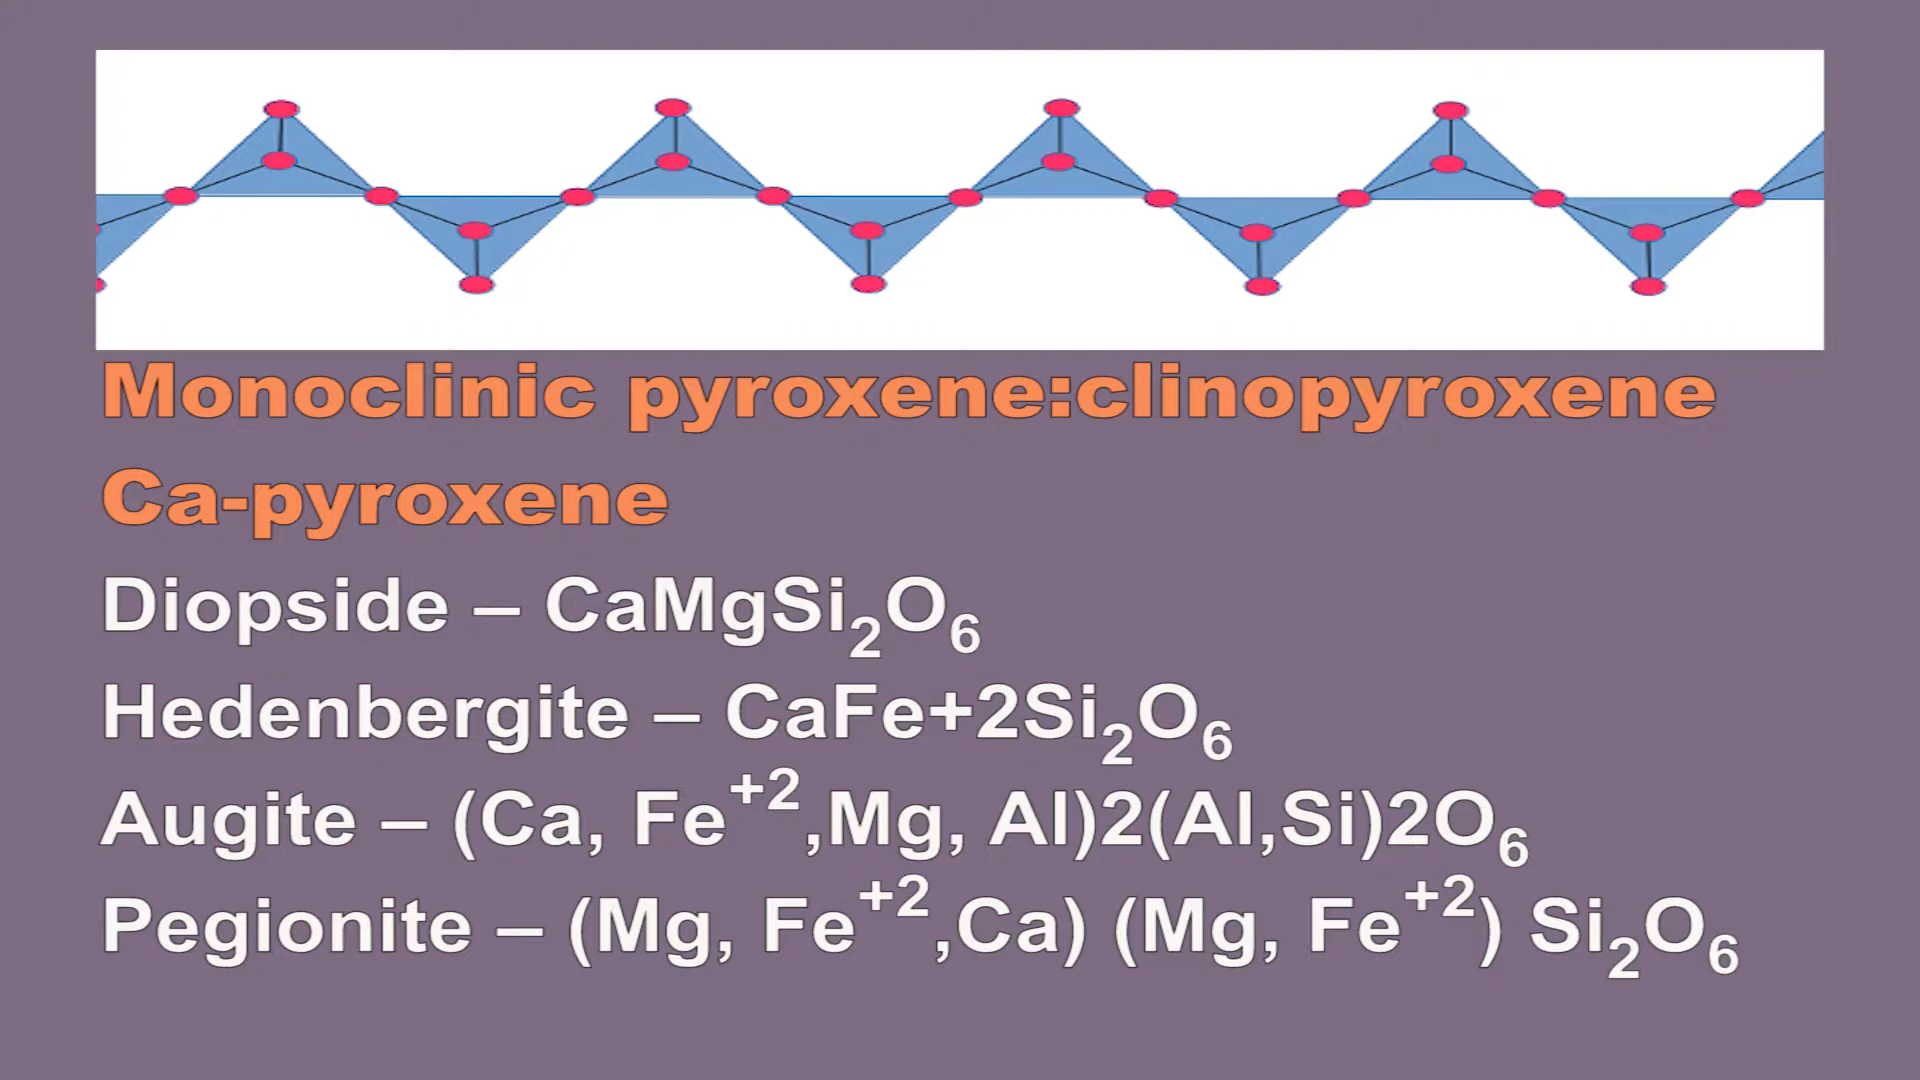 Monoclinic pyroxene:clinopyroxene
Ca-pyroxene
Diopside – CaMgSi₂O₆
Hedenbergite – CaFe+2Si₂O₆
Augite – (Ca, Fe⁺²,Mg, Al)2(Al,Si)2O₆
Pegionite – (Mg, Fe⁺²,Ca) (Mg, Fe⁺²) Si₂O₆